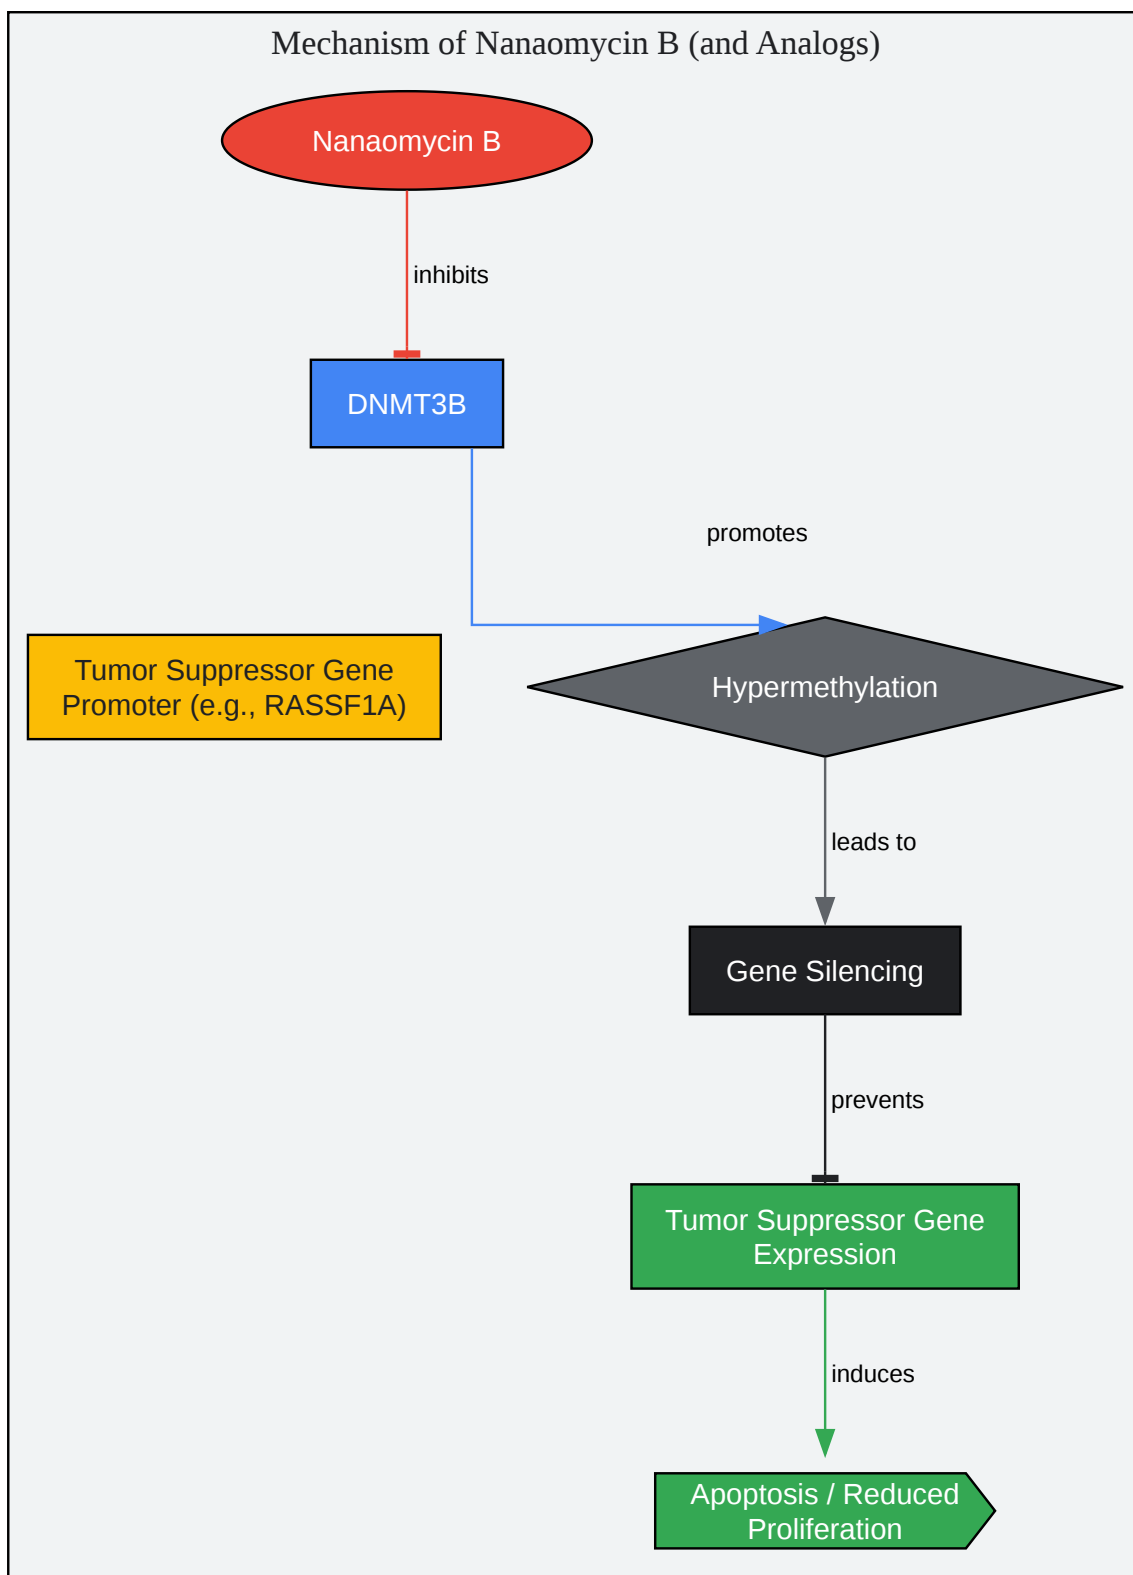 Mechanism of Nanaomycin B (and Analogs)
Nanaomycin B
inhibits
DNMT3B
promotes
Tumor Suppressor Gene
Promoter (e.g., RASSF1A)
Hypermethylation
leads to
Gene Silencing
prevents
Tumor Suppressor Gene
Expression
induces
Apoptosis / Reduced
Proliferation